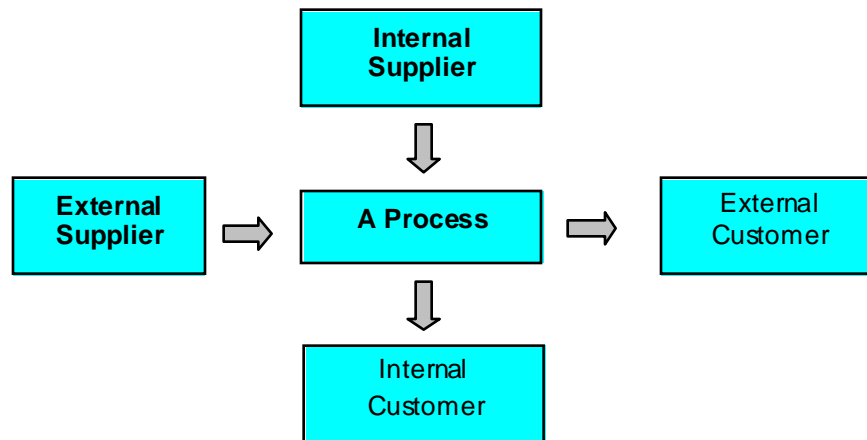 Internal
Supplier
External
Supplier
A Process
External
Customer
Internal
Customer